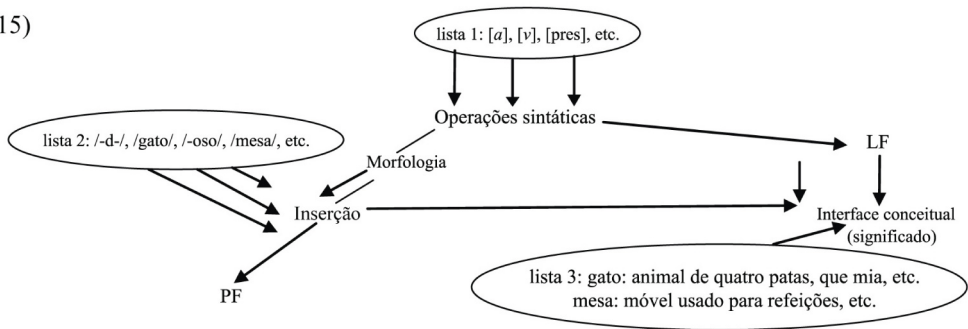 15)
lista 1: [a], [v], [pres], etc.
Operações sintáticas
lista 2: /-d-/, /gato/, /-oso/, /mesa/, etc.
LF
Morfologia
Inserção
Interface conceitual
(significado)
lista 3: gato: animal de quatro patas, que mia, etc.
mesa: móvel usado para refeições, etc.
PF